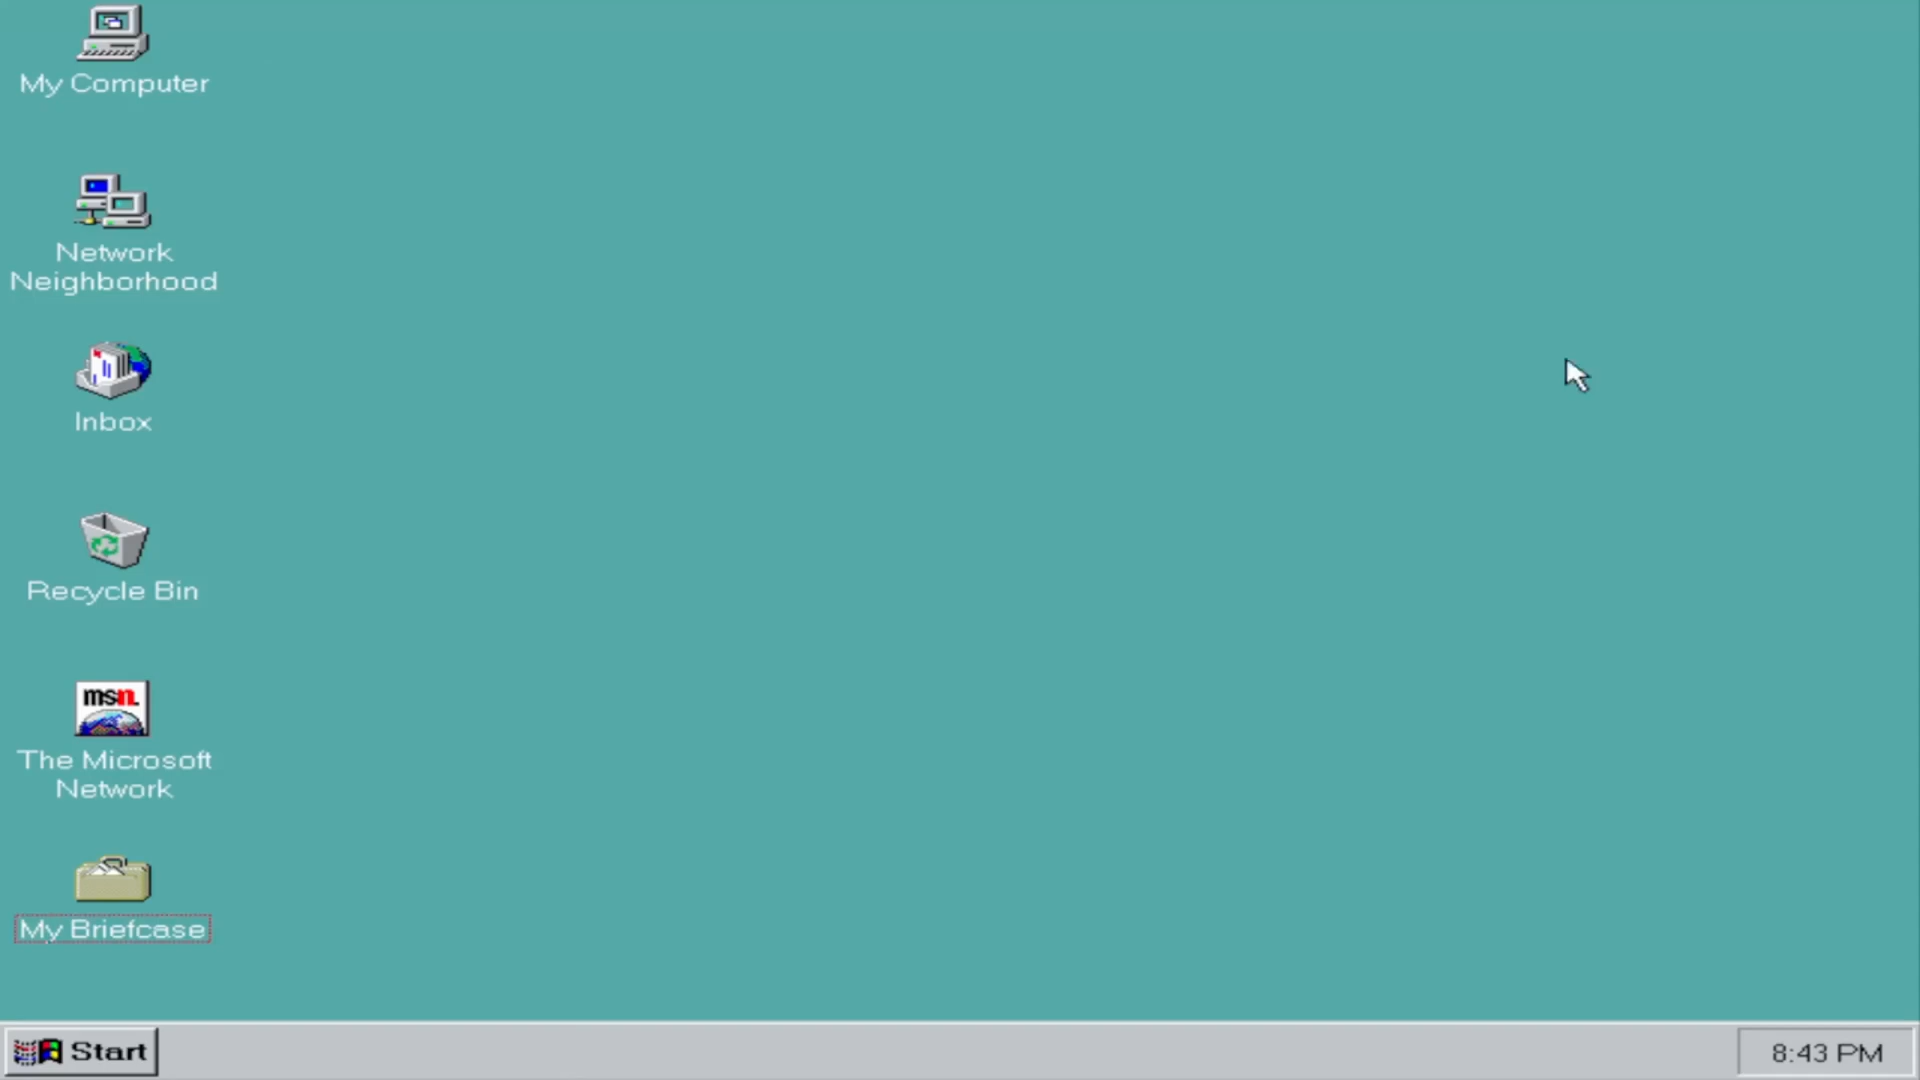 My Computer
Network
Neighborhood
Inbox
Recycle Bin
msn.
The Microsoft
Network
My Briefcase
Start
8:43 PM